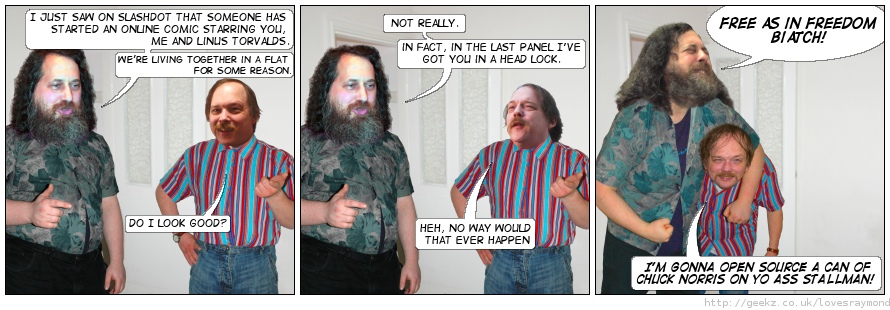 I JUST SAW ON SLASHDOT THAT SOMEONE HAS
STARTED AN ONLINE COMIC STARRING YOU,
ME AND LINUS TORVALDS.
WE'RE LIVING TOGETHER IN A FLAT
FOR SOME REASON.
DO I LOOK GOOD?
NOT REALLY.
IN FACT, IN THE LAST PANEL I'VE
GOT YOU IN A HEAD LOCK.
HEH, NO WAY WOULD
THAT EVER HAPPEN
FREE AS IN FREEDOM
BIATCH!
I'M GONNA OPEN SOURCE A CAN OF
CHUCK NORRIS ON YO ASS STALLMAN!
http://geekz.co.uk/lovesraymond